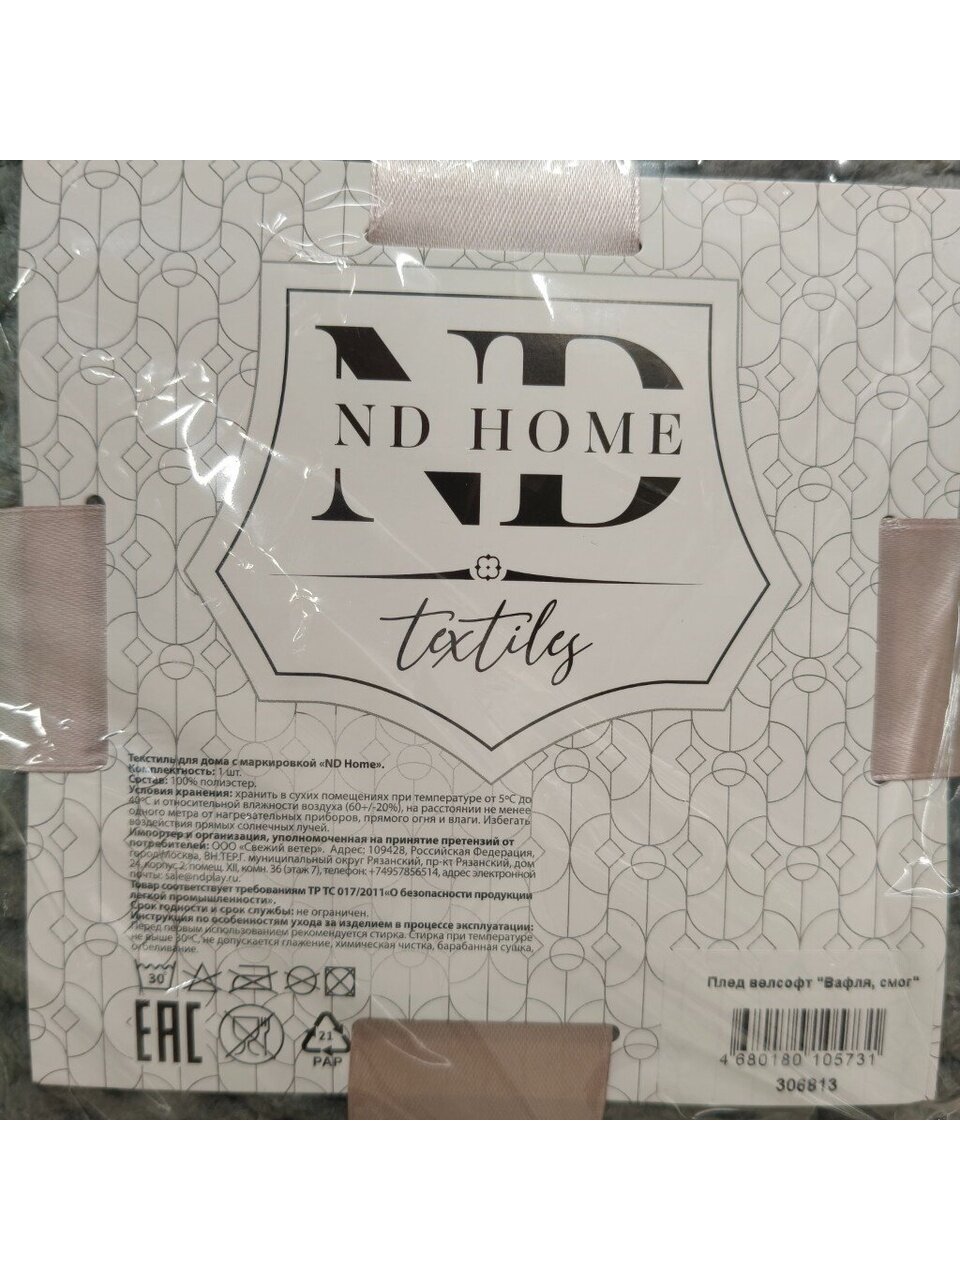 ND HOME
textiles
Текстиль для дома с маркировкой «ND Home».
Комплектность: 1 шт.
Состав: 100% полиэстер.
Условия хранения: хранить в сухих помещениях при температуре от 5ºС до
40ºС и относительной влажности воздуха (60+/-20%), на расстоянии не менее
одного метра от нагревательных приборов, прямого огня и влаги. Избегать
воздействия прямых солнечных лучей.
Импортер и организация, уполномоченная на принятие претензий от
потребителей: ООО «Свежий ветер». Адрес: 109428, Российская Федерация,
город Москва, ВН.ТЕР.Г. муниципальный округ Рязанский, пр-кт Рязанский, дом
24, корпус 2, помещ. XII, комн. 36 (этаж 7), телефон: +74957856514, адрес электронной
почты: sale@ndplay.ru.
Товар соответствует требованиям ТР ТС 017/2011«О безопасности продукции
легкой промышленности».
Срок годности и срок службы: не ограничен.
Инструкция по особенностям ухода за изделием в процессе эксплуатации:
Перед первым использованием рекомендуется стирка. Стирка при температуре
не выше 30ºС, не допускается глажение, химическая чистка, барабанная сушка,
отбеливание.
30
EAC
21
PAP
Плед велсофт "Вафля, смог"
4 680180 105731
306813